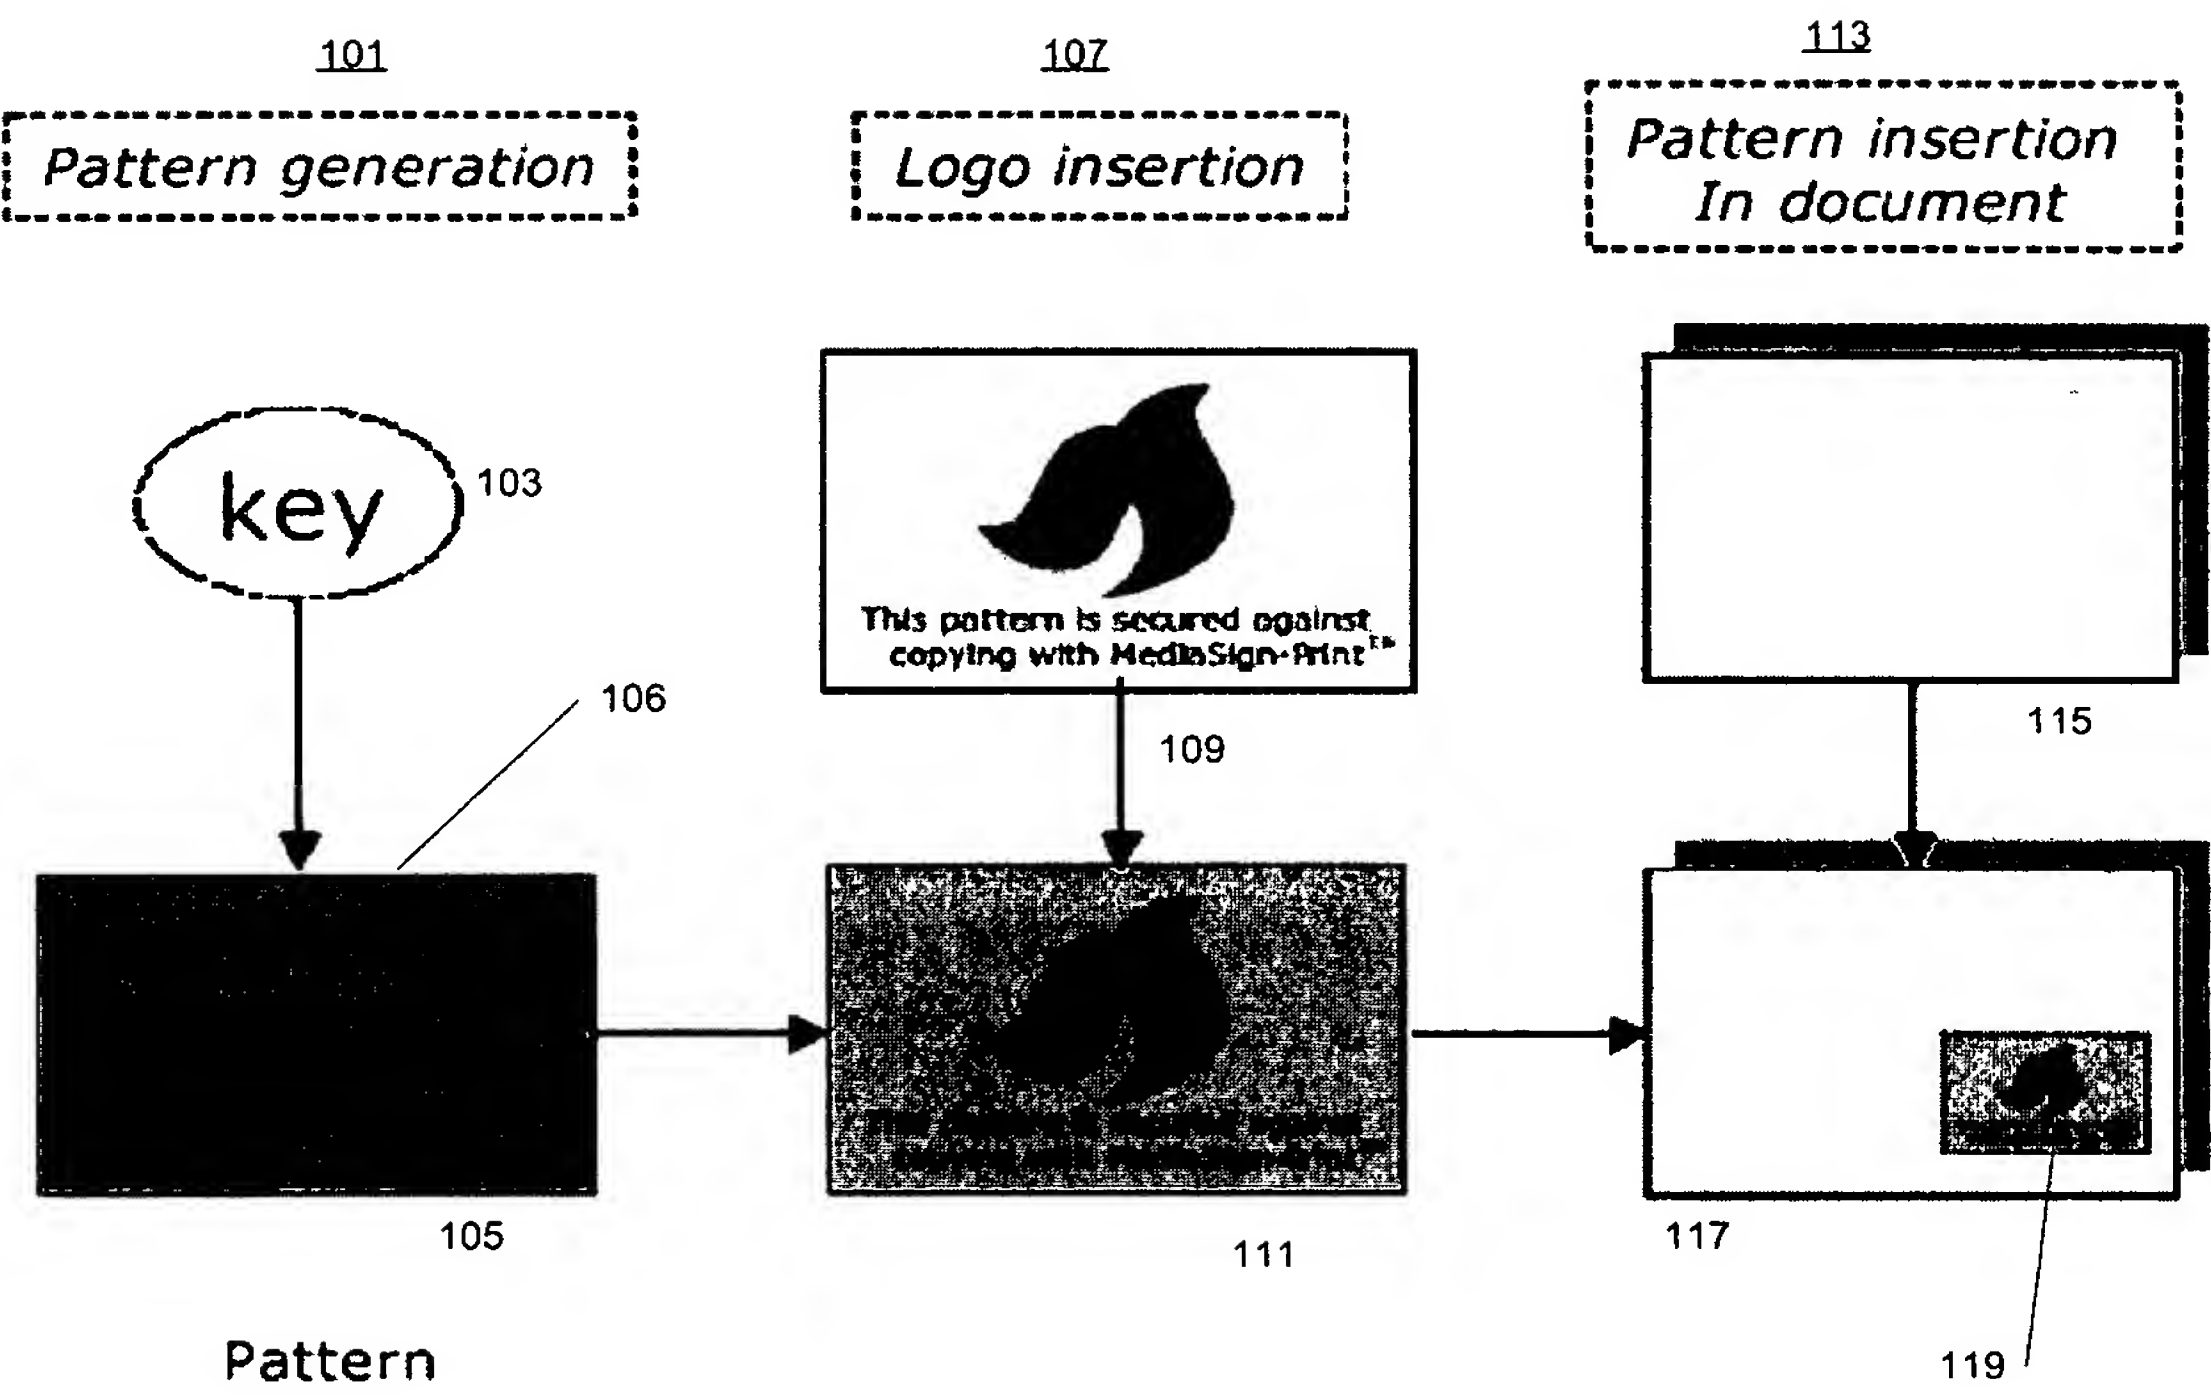 101
107
113
Pattern generation
Logo insertion
Pattern insertion
In document
key
103
This pattern is secured against
copying with MediaSign-Print™
106
109
115
105
111
117
119
Pattern